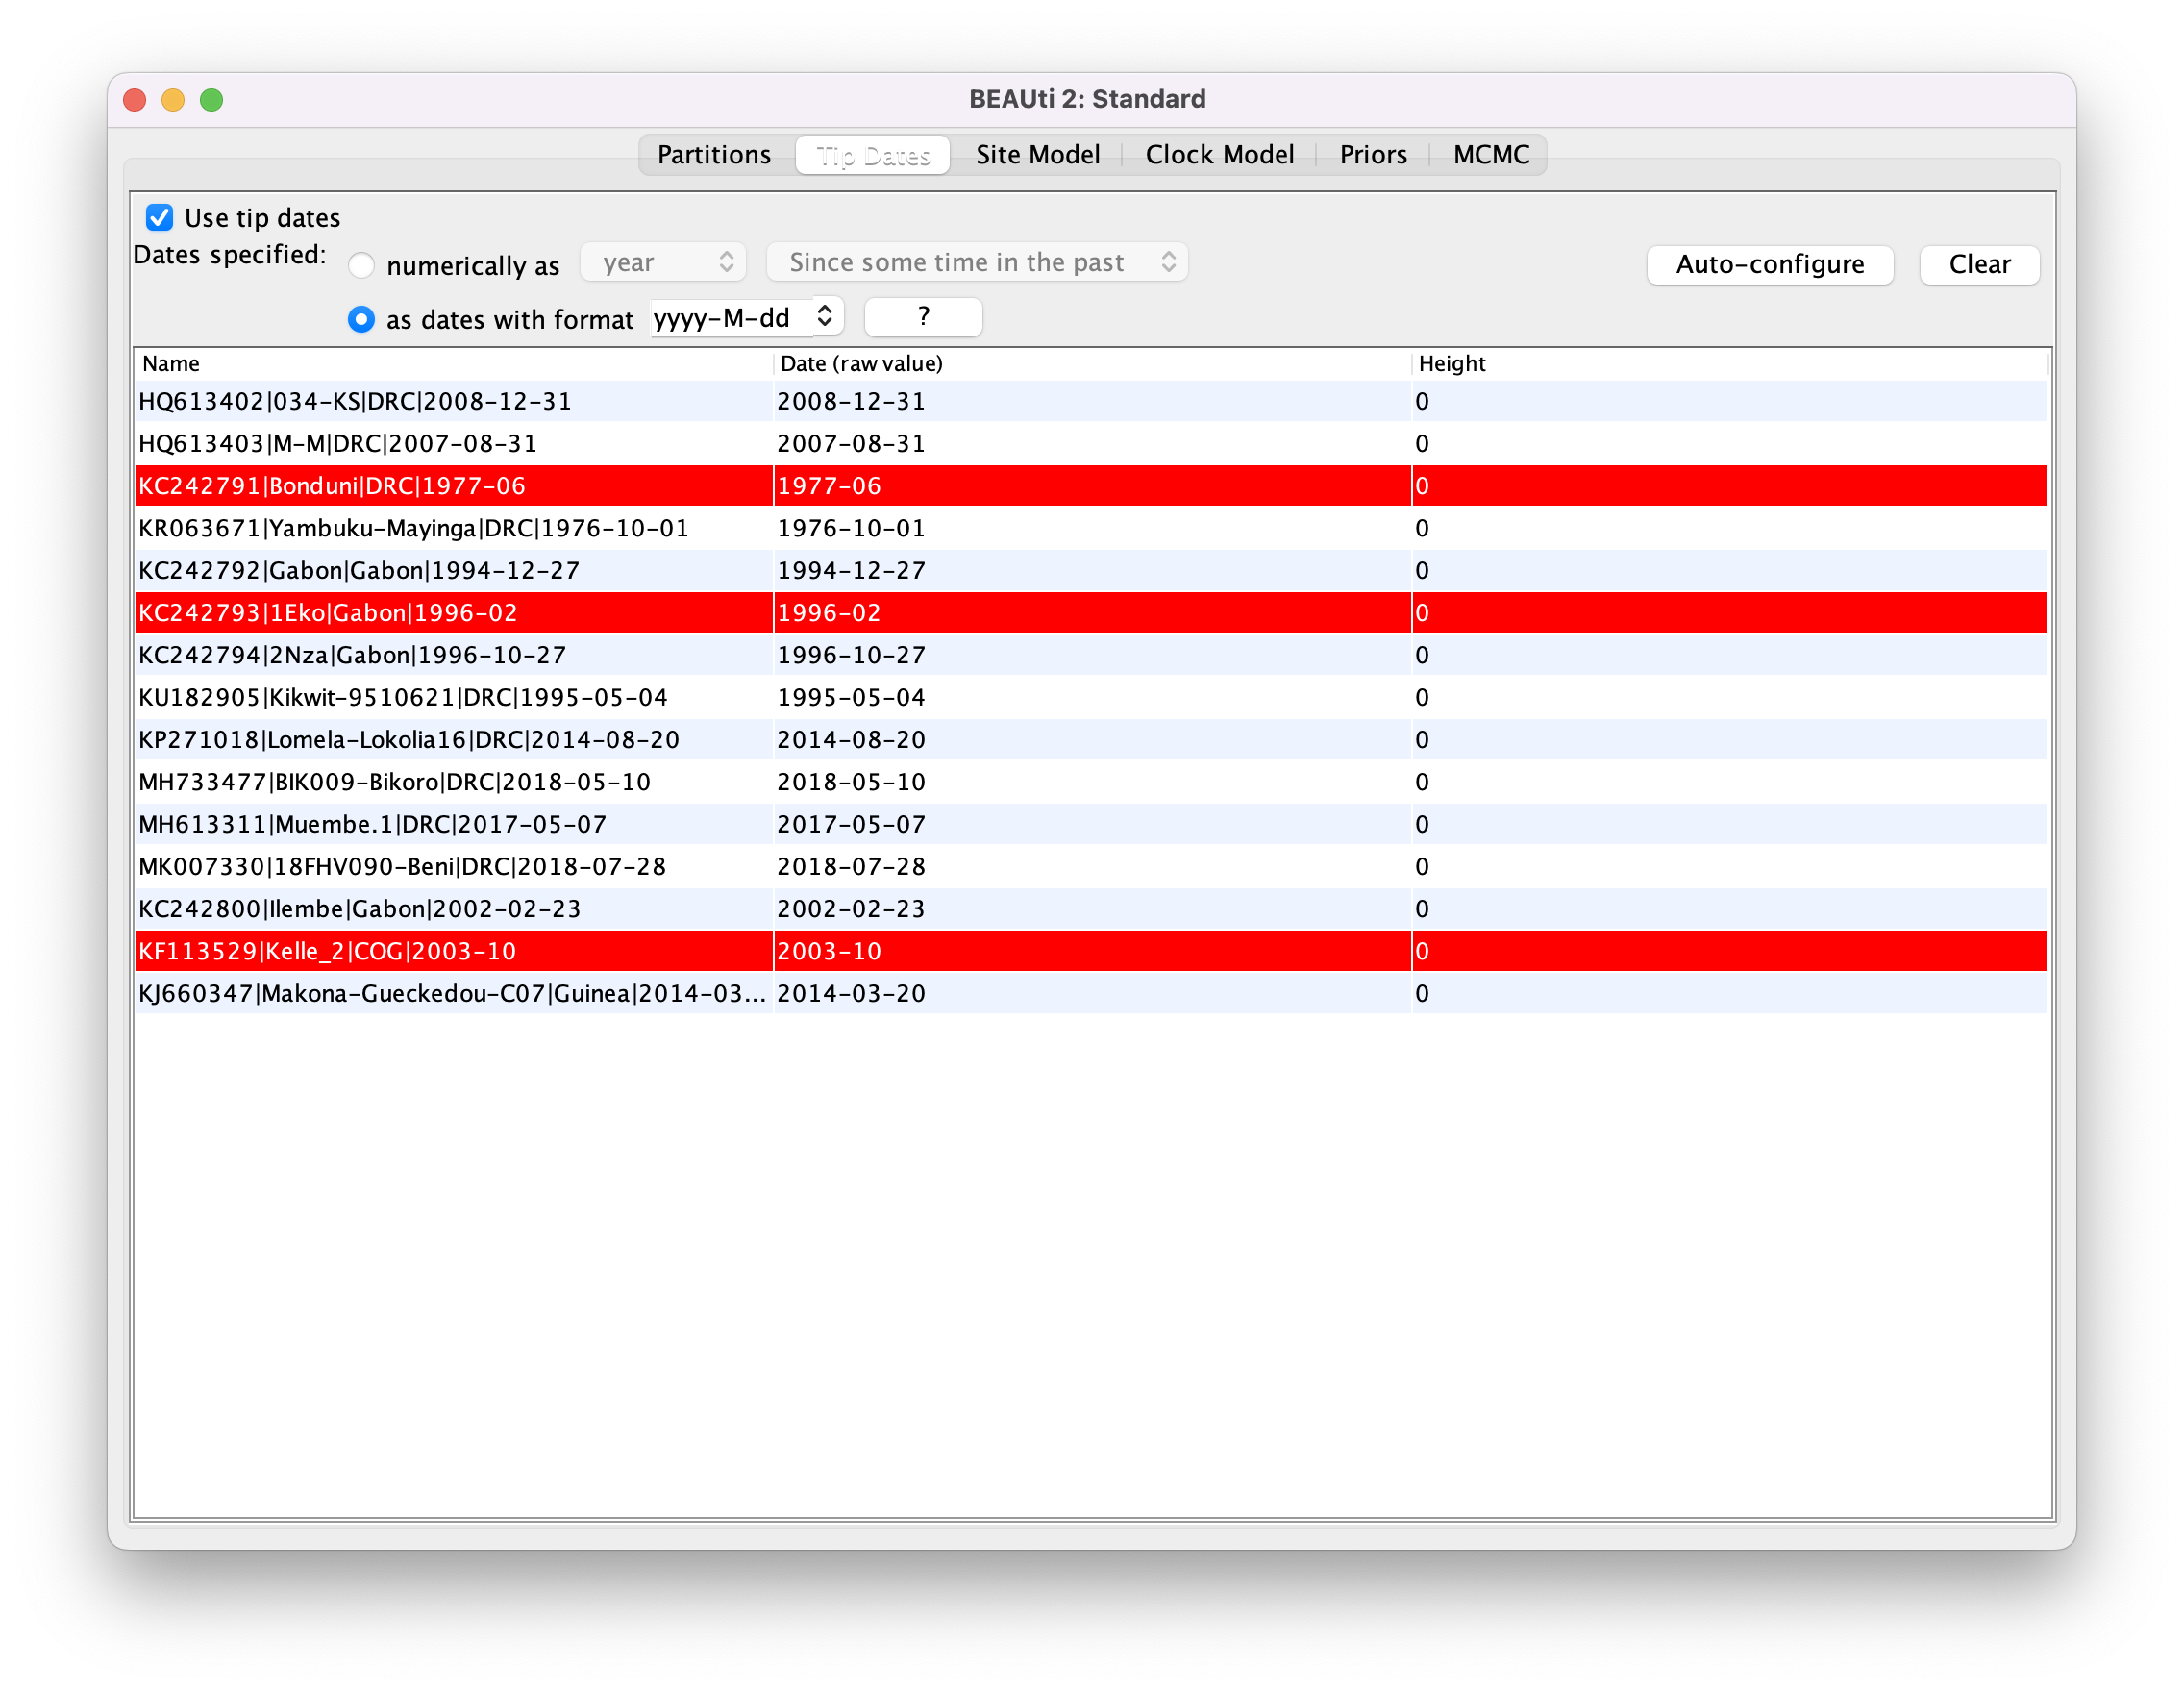 BEAUti 2: Standard
Partitions Tip Dates Site Model Clock Model Priors MCMC
Use tip dates
Dates specified: numerically as year Since some time in the past Auto-configure Clear
as dates with format yyyy-M-dd ?
Name Date (raw value) Height
HQ613402|034-KS|DRC|2008-12-31 2008-12-31 0
HQ613403|M-M|DRC|2007-08-31 2007-08-31 0
KC242791|Bonduni|DRC|1977-06 1977-06 0
KR063671|Yambuku-Mayinga|DRC|1976-10-01 1976-10-01 0
KC242792|Gabon|Gabon|1994-12-27 1994-12-27 0
KC242793|1Eko|Gabon|1996-02 1996-02 0
KC242794|2Nza|Gabon|1996-10-27 1996-10-27 0
KU182905|Kikwit-9510621|DRC|1995-05-04 1995-05-04 0
KP271018|Lomela-Lokolia16|DRC|2014-08-20 2014-08-20 0
MH733477|BIK009-Bikoro|DRC|2018-05-10 2018-05-10 0
MH613311|Muembe.1|DRC|2017-05-07 2017-05-07 0
MK007330|18FHV090-Beni|DRC|2018-07-28 2018-07-28 0
KC242800|Ilembe|Gabon|2002-02-23 2002-02-23 0
KF113529|Kelle_2|COG|2003-10 2003-10 0
KJ660347|Makona-Gueckedou-C07|Guinea|2014-03... 2014-03-20 0